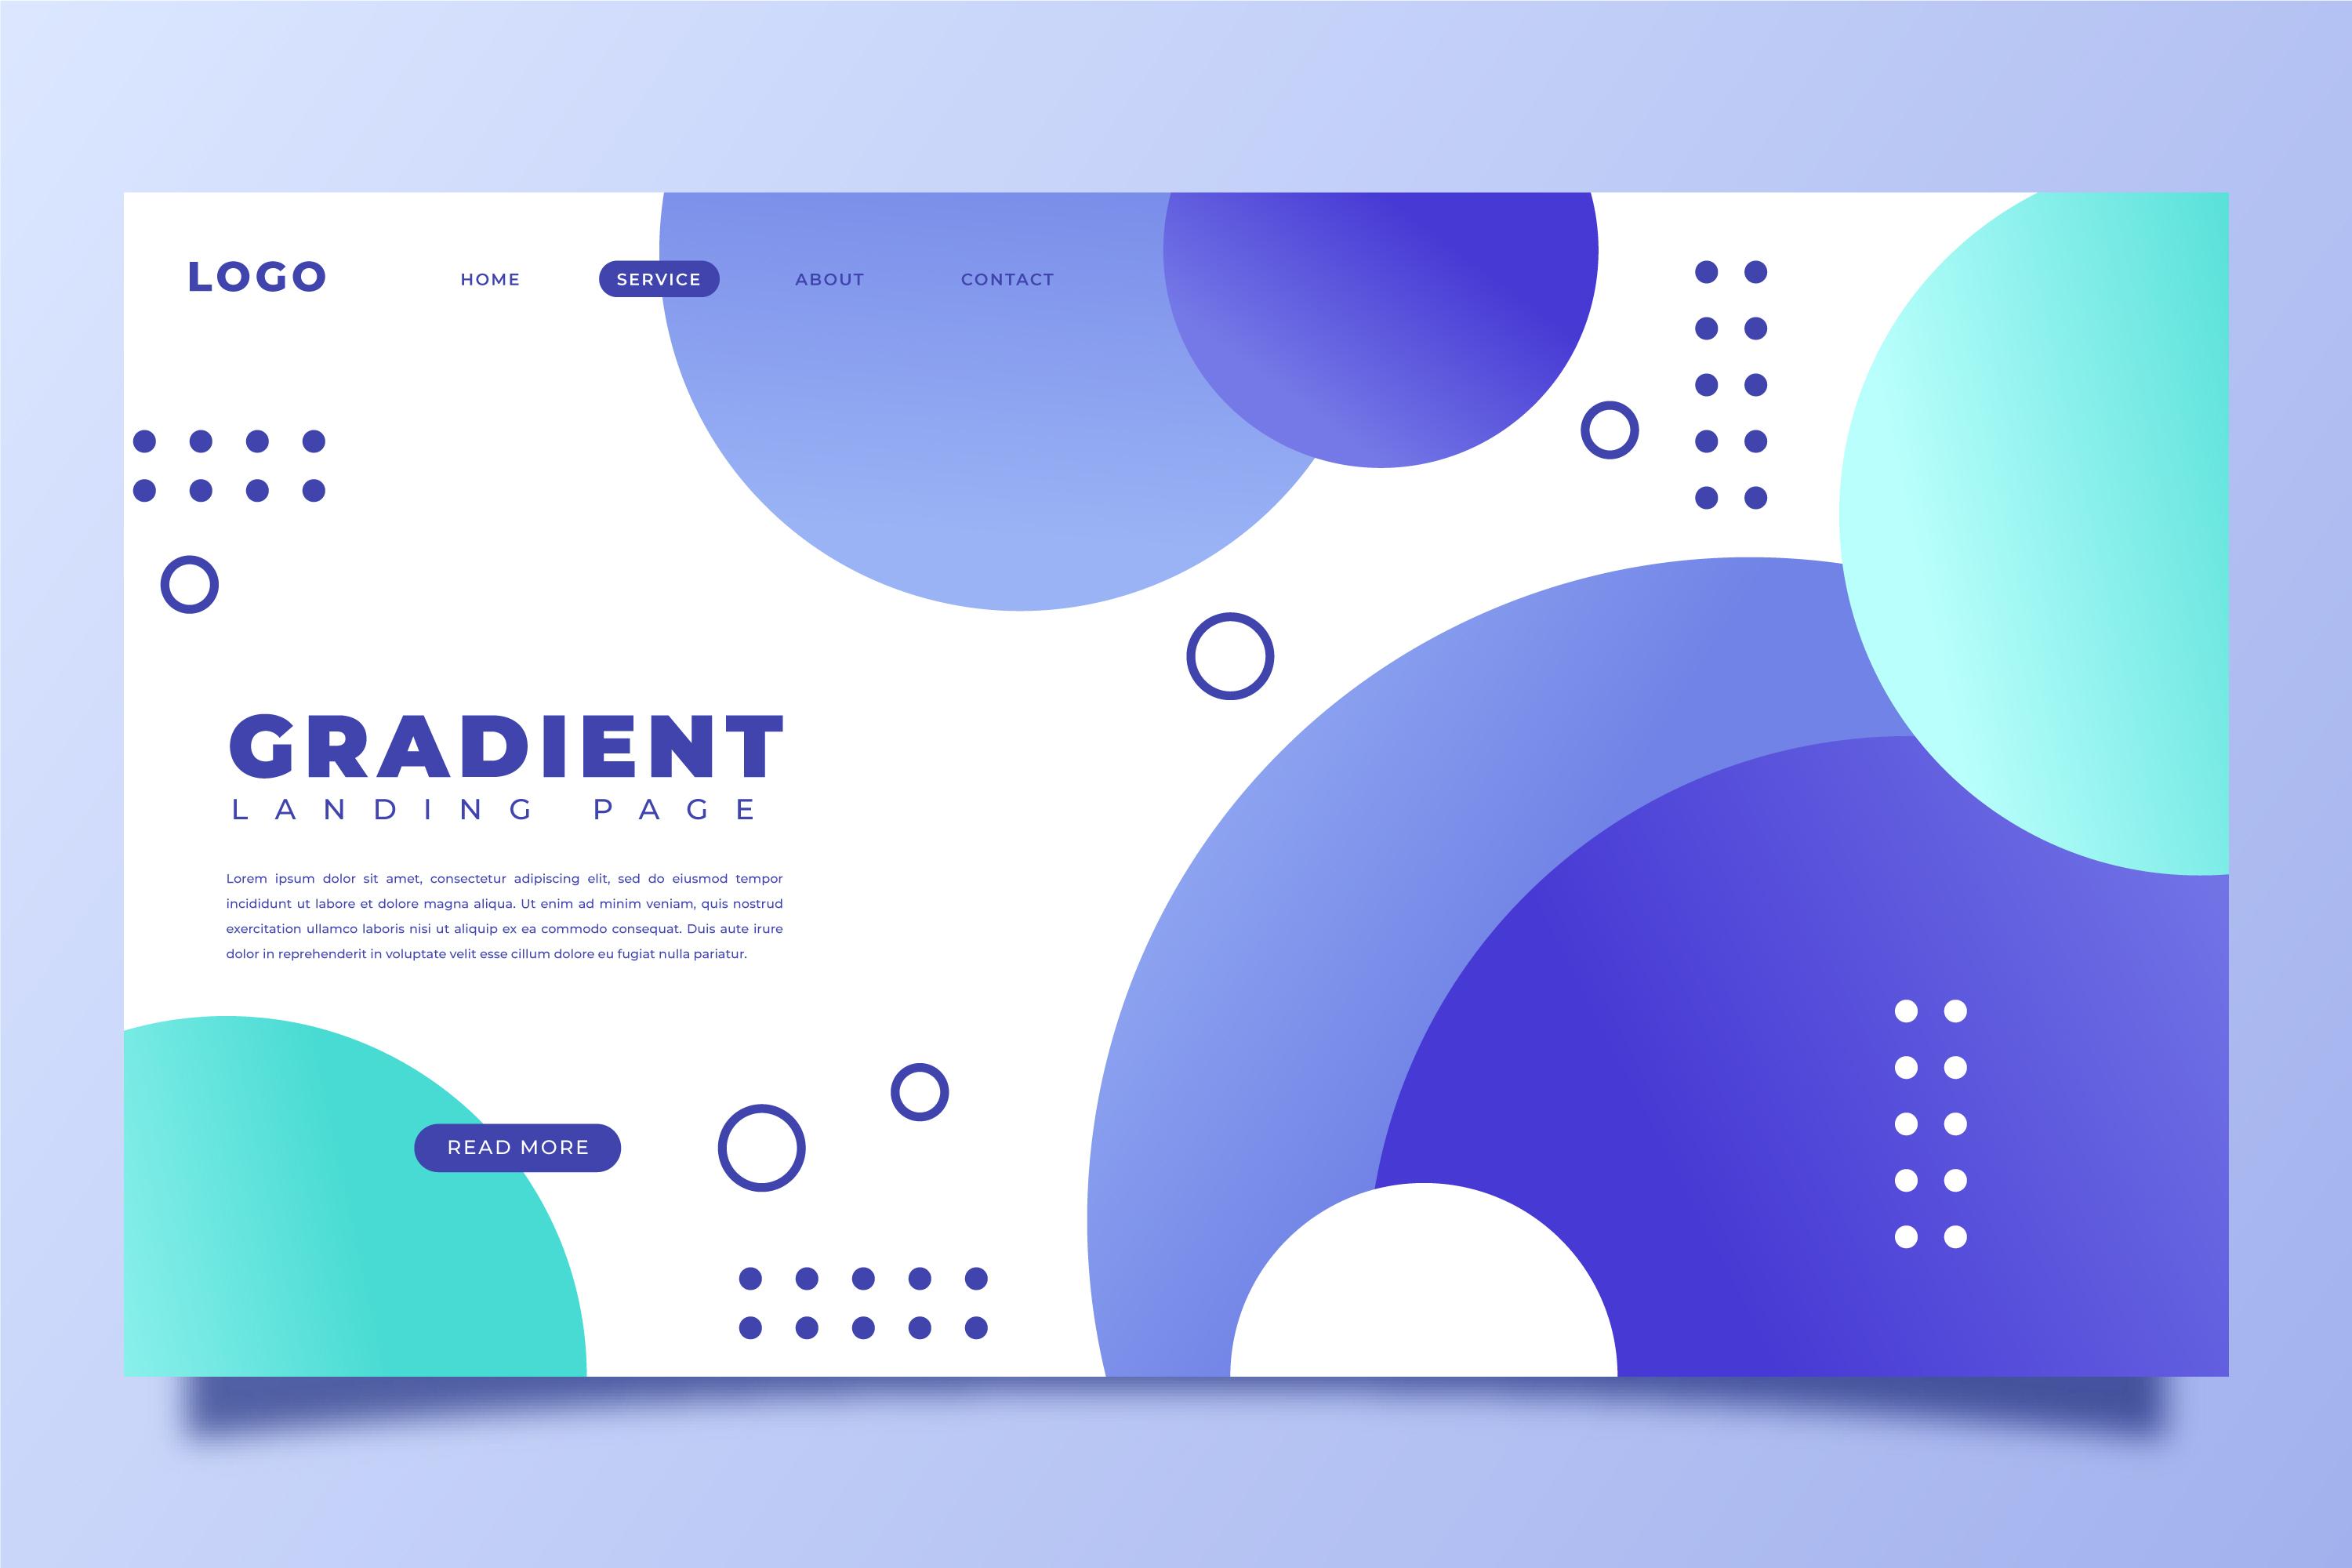 LOGO
HOME SERVICE ABOUT CONTACT
GRADIENT
LANDING PAGE
Lorem ipsum dolor sit amet, consectetur adipiscing elit, sed do eiusmod tempor
incididunt ut labore et dolore magna aliqua. Ut enim ad minim veniam, quis nostrud
exercitation ullamco laboris nisi ut aliquip ex ea commodo consequat. Duis aute irure
dolor in reprehenderit in voluptate velit esse cillum dolore eu fugiat nulla pariatur.
READ MORE